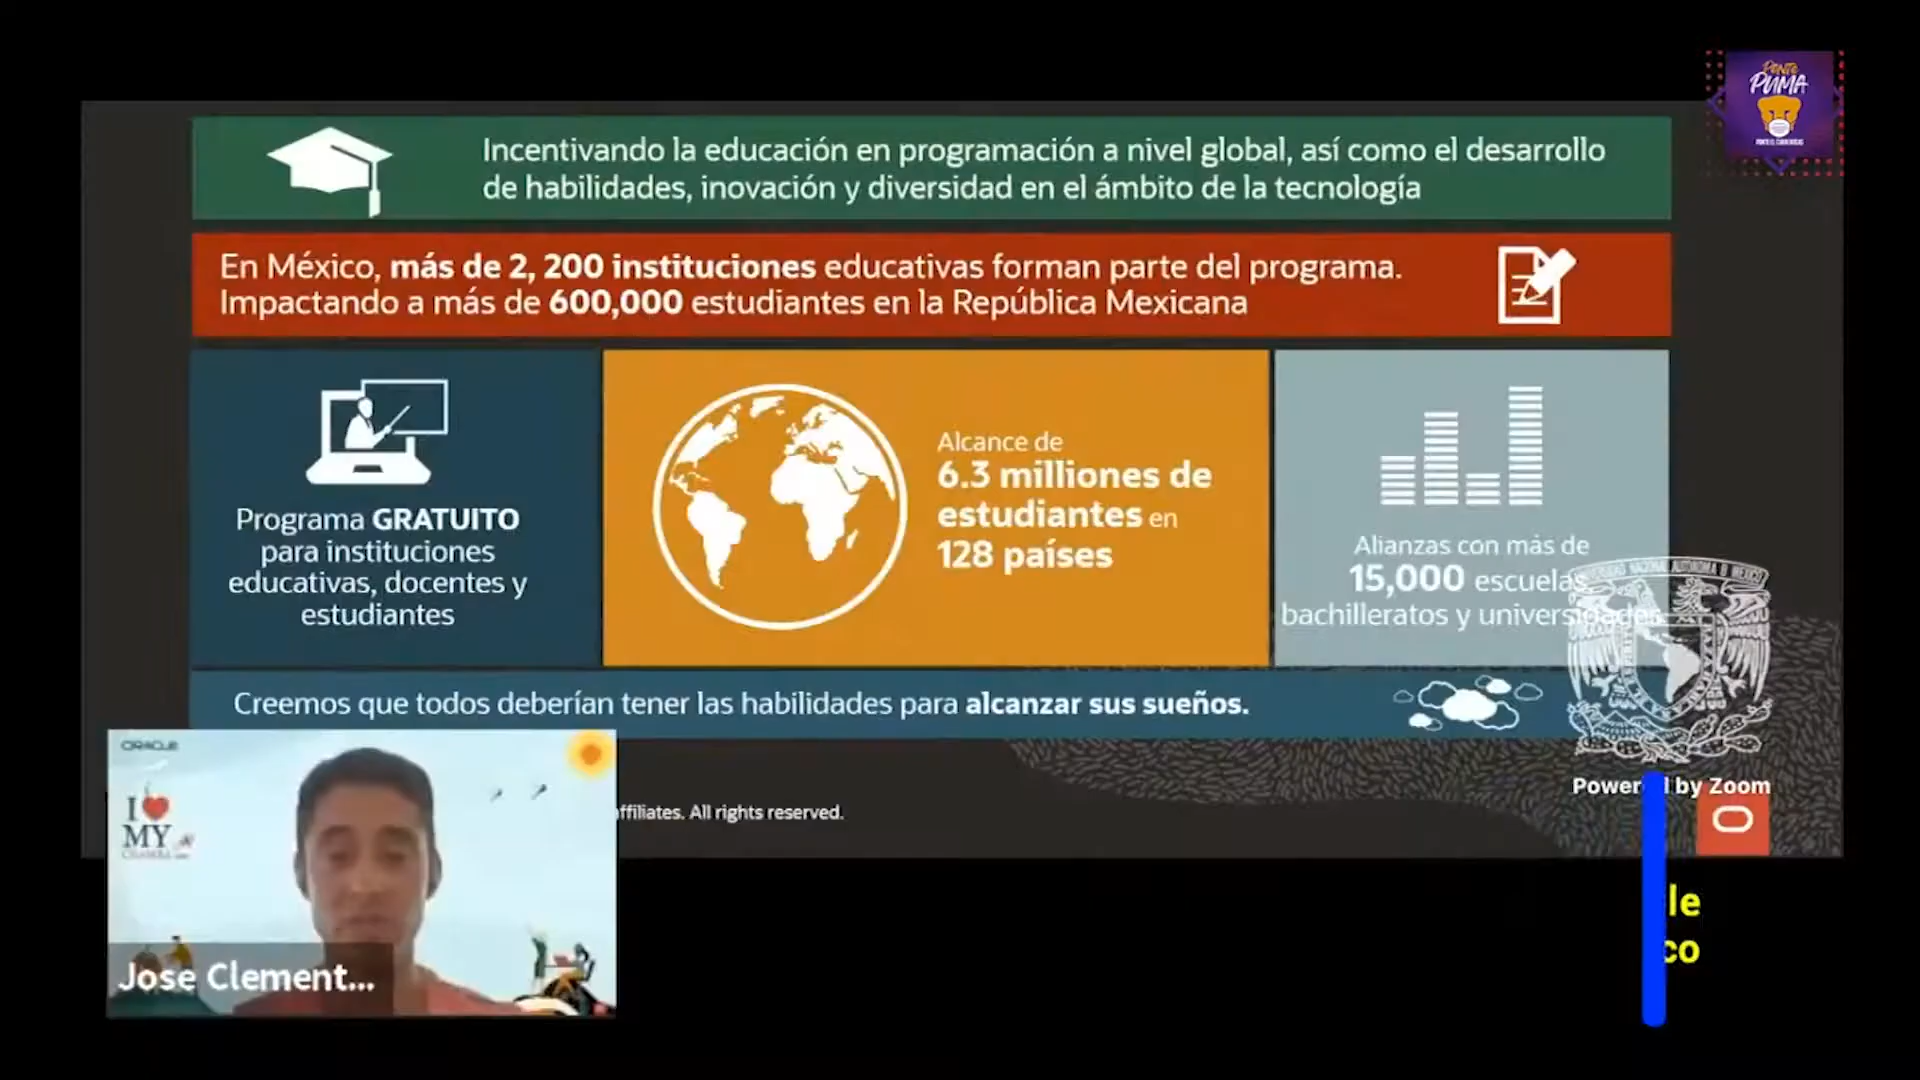 PONTE
PUMA
Incentivando la educación en programación a nivel global, así como el desarrollo
de habilidades, inovación y diversidad en el ámbito de la tecnología
En México, más de 2, 200 instituciones educativas forman parte del programa.
Impactando a más de 600,000 estudiantes en la República Mexicana
Programa GRATUITO
para instituciones
educativas, docentes y
estudiantes
Alcance de
6.3 milliones de
estudiantes en
128 países
Alianzas con más de
15,000 escuelas,
bachilleratos y universidades
Creemos que todos deberían tener las habilidades para alcanzar sus sueños.
ORACLE
I
MY
Jose Clement...
affiliates. All rights reserved.
Powered by Zoom
le
co